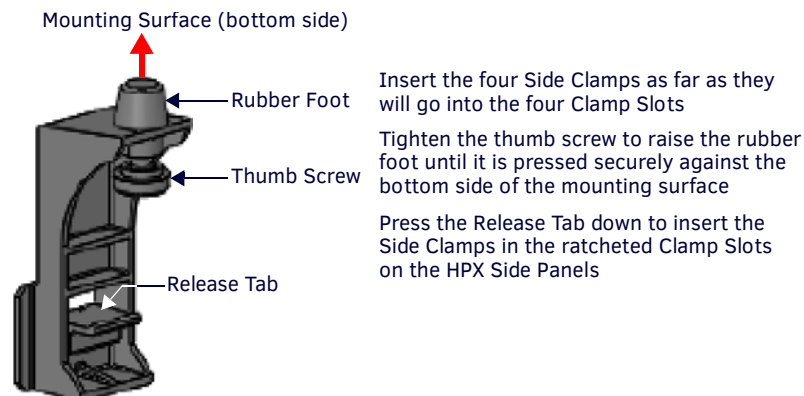 Mounting Surface (bottom side)
Rubber Foot
Thumb Screw
Release Tab
Insert the four Side Clamps as far as they
will go into the four Clamp Slots
Tighten the thumb screw to raise the rubber
foot until it is pressed securely against the
bottom side of the mounting surface
Press the Release Tab down to insert the
Side Clamps in the ratcheted Clamp Slots
on the HPX Side Panels